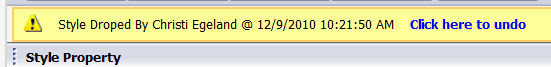 Style Droped By Christi Egeland @ 12/9/2010 10:21:50 AM Click here to undo
Style Property